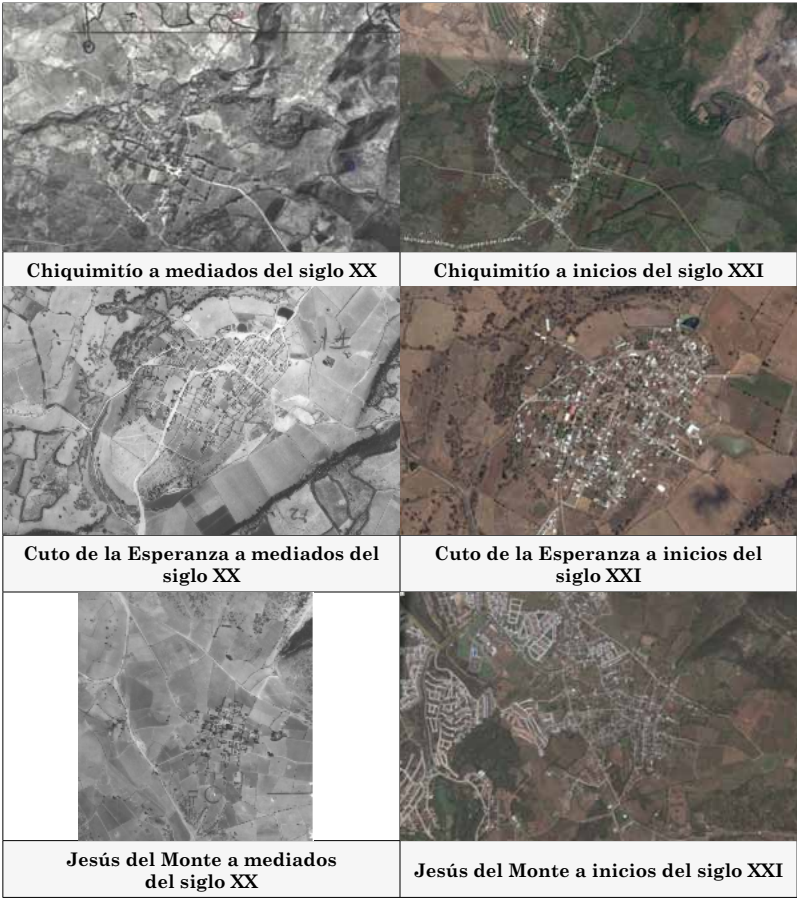 Chiquimitío a mediados del siglo XX
Chiquimitío a inicios del siglo XXI
Cuto de la Esperanza a mediados del
siglo XX
Cuto de la Esperanza a inicios del
siglo XXI
Jesús del Monte a mediados
del siglo XX
Jesús del Monte a inicios del siglo XXI